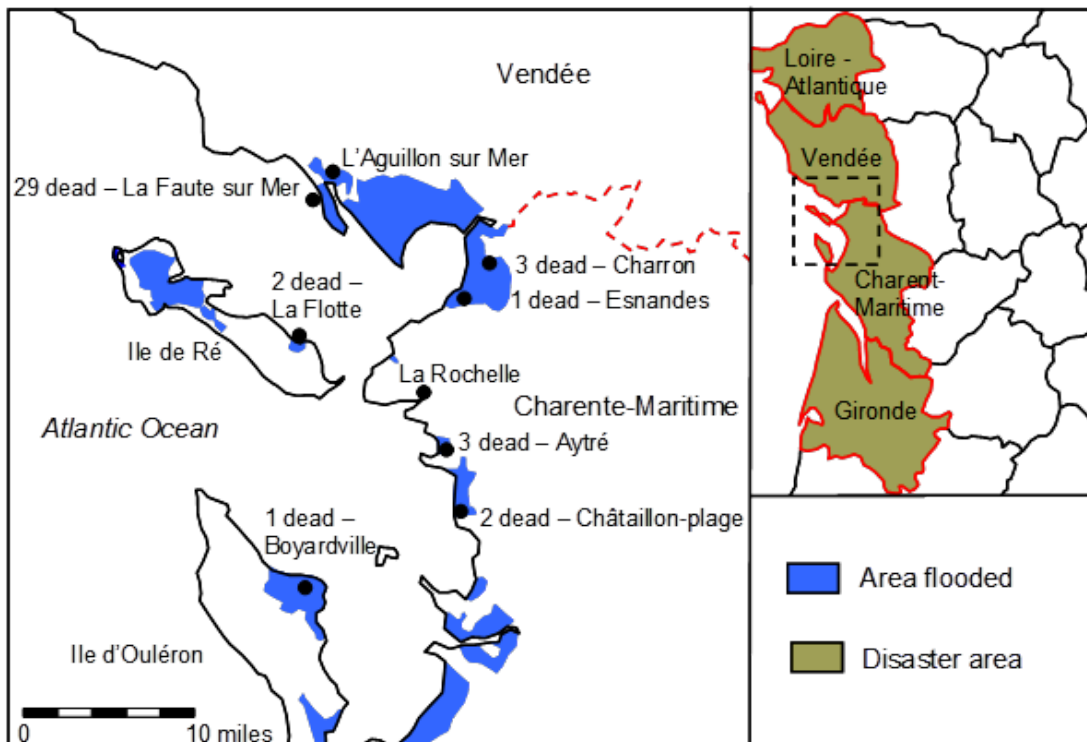 Vendée
L'Aguillon sur Mer
29 dead – La Faute sur Mer
3 dead – Charron
2 dead –
La Flotte
1 dead – Esnandes
Ile de Ré
La Rochelle
Charente-Maritime
Atlantic Ocean
3 dead – Aytré
2 dead – Châtaillon-plage
1 dead –
Boyardville
Ile d'Ouléron
0 10 miles
Loire -
Atlantique
Vendée
Charent-
Maritime
Gironde
Area flooded
Disaster area